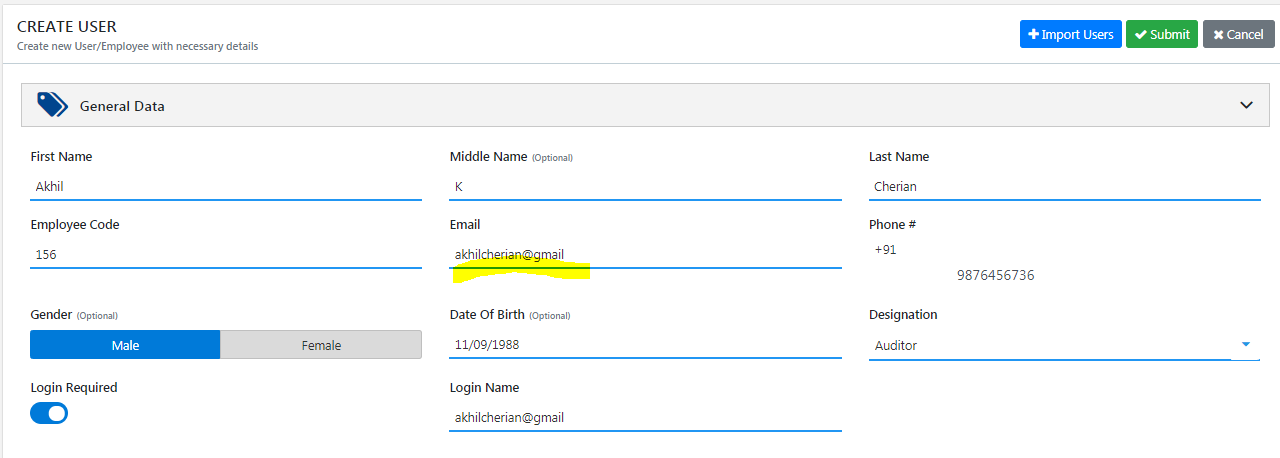 CREATE USER
Create new User/Employee with necessary details
Import Users
Submit
Cancel
General Data
First Name
Middle Name (Optional)
Last Name
Akhil
K
Cherian
Employee Code
Email
Phone #
156
akhilcherian@gmail
+91
9876456736
Gender (Optional)
Date Of Birth (Optional)
Designation
Male
Female
11/09/1988
Auditor
Login Required
Login Name
akhilcherian@gmail